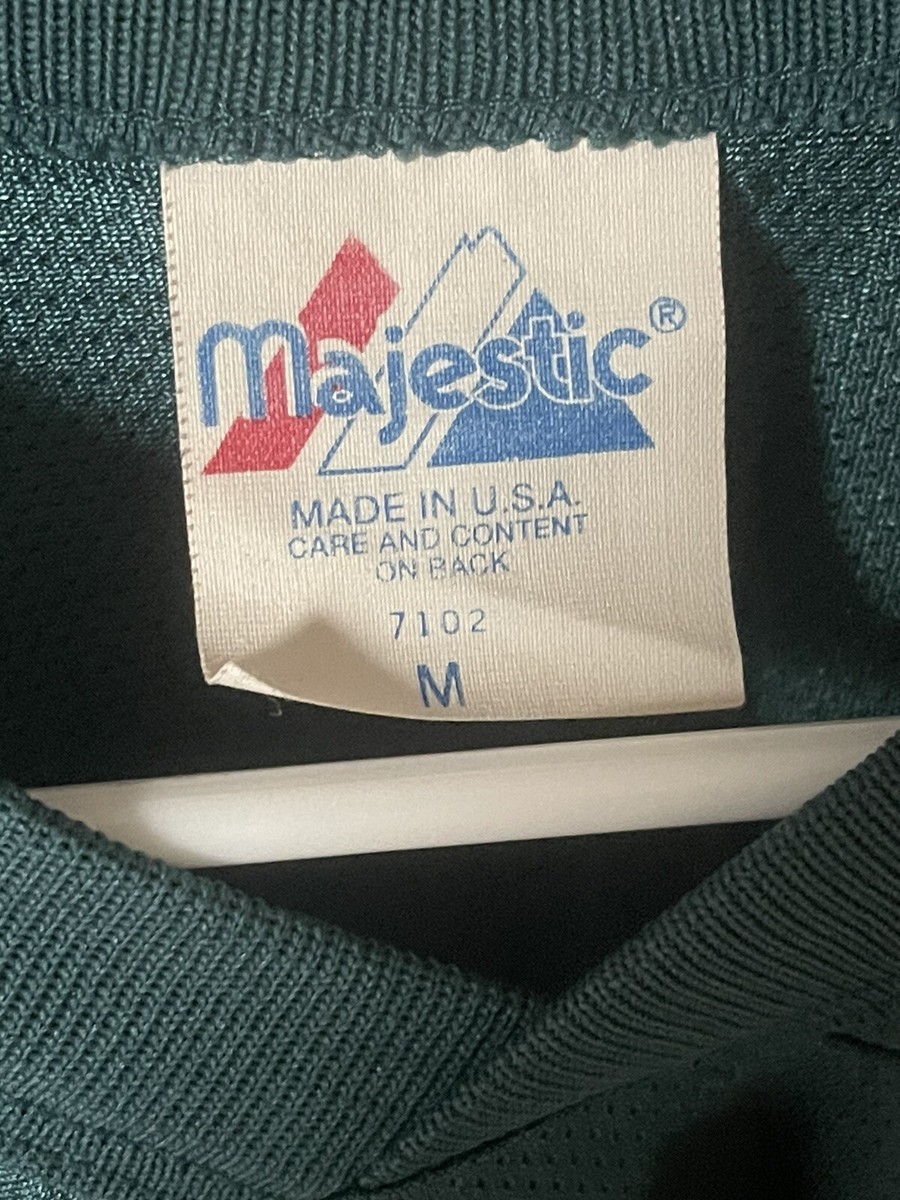 Majestic®
MADE IN U.S.A.
CARE AND CONTENT
ON BACK
7102
M